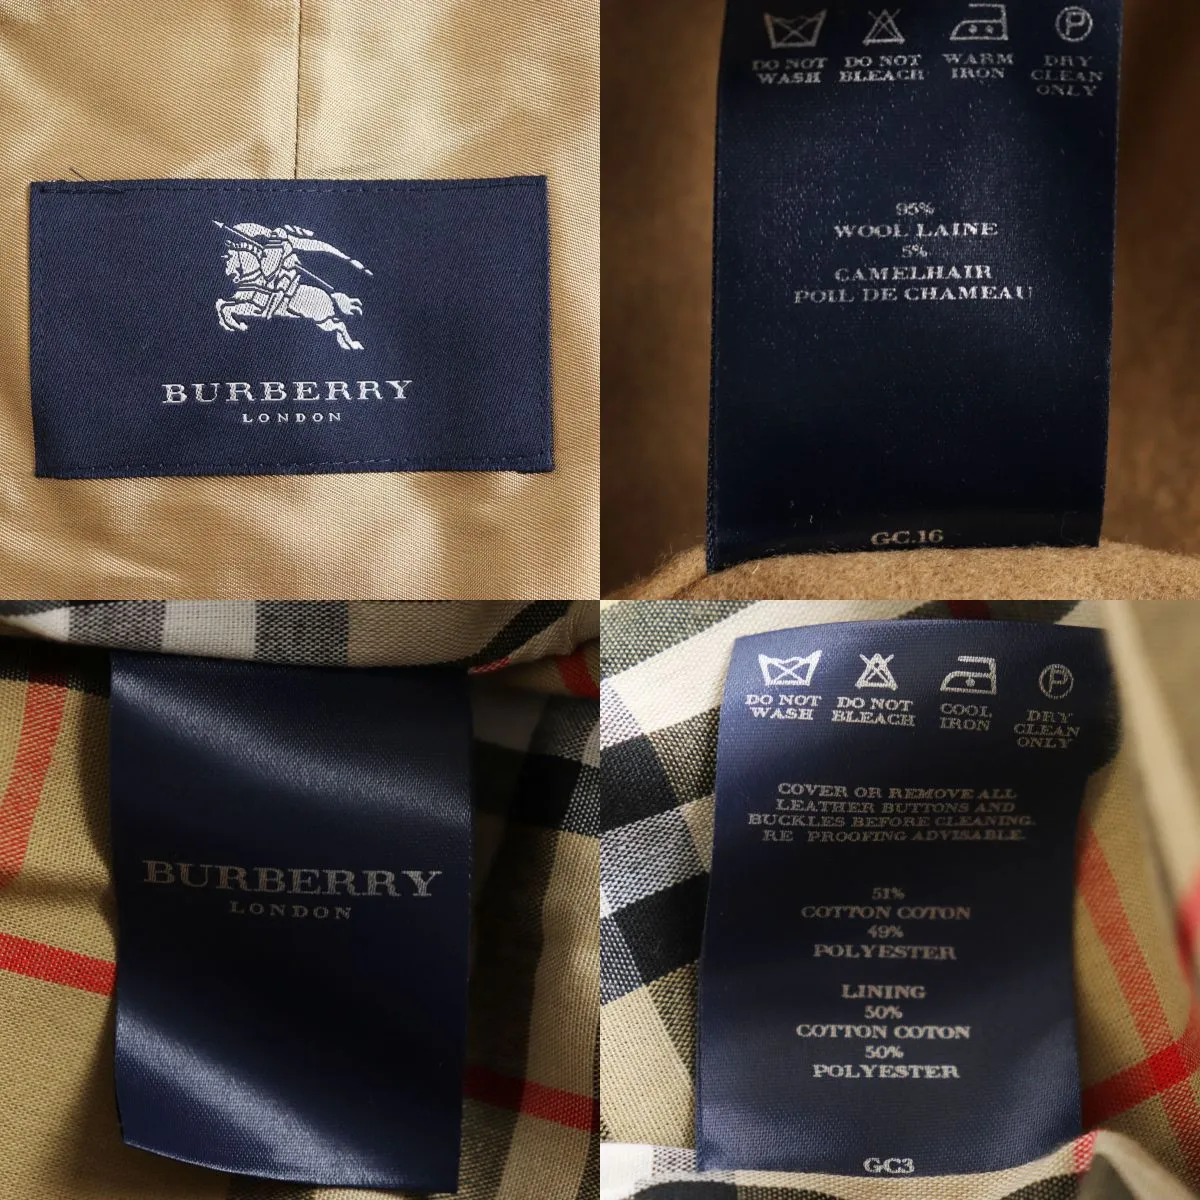 BURBERRY
LONDON
DO NOT WASH
DO NOT BLEACH
WARM IRON
DRY CLEAN ONLY
95%
WOOL LAINE
5%
CAMELHAIR
POIL DE CHAMEAU
GC.16
BURBERRY
LONDON
DO NOT WASH
DO NOT BLEACH
COOL IRON
DRY CLEAN ONLY
COVER OR REMOVE ALL
LEATHER BUTTONS AND
BUCKLES BEFORE CLEANING.
RE PROOFING ADVISABLE.
51%
COTTON COTON
49%
POLYESTER
LINING
50%
COTTON COTON
50%
POLYESTER
GC3